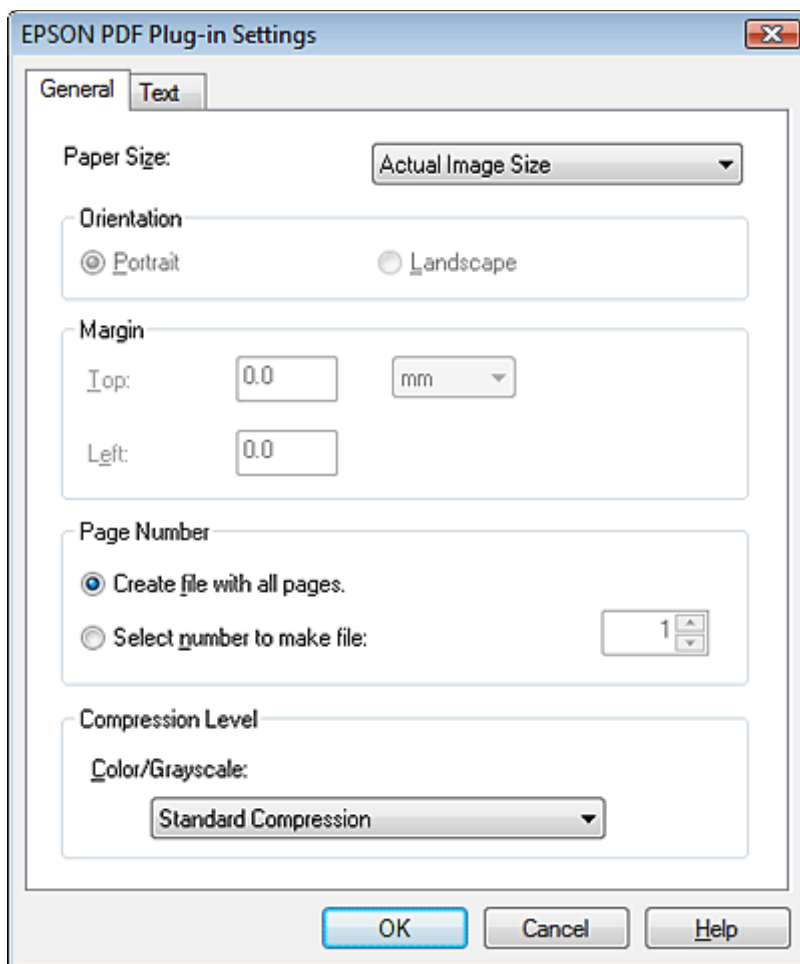 EPSON PDF Plug-in Settings
General Text
Paper Size: Actual Image Size
Orientation
Portrait Landscape
Margin
Top: 0.0 mm
Left: 0.0
Page Number
Create file with all pages.
Select number to make file: 1
Compression Level
Color/Grayscale:
Standard Compression
OK Cancel Help